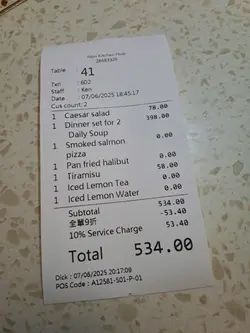 Table 41
Txn : 602
Staff : Ken
Date : 07/06/2025 18:45:17
Cus count: 2
1 Caesar salad 78.00
1 Dinner set for 2 398.00
Daily Soup
1 Smoked salmon 0.00
pizza
1 Pan fried halibut 0.00
1 Tiramisu 58.00
1 Iced Lemon Tea 0.00
1 Iced Lemon Water 0.00
Subtotal 534.00
全單9折 -53.40
10% Service Charge 53.40
Total 534.00
Dick : 07/06/2025 20:17:09
POS Code : A12581-S01-P-01